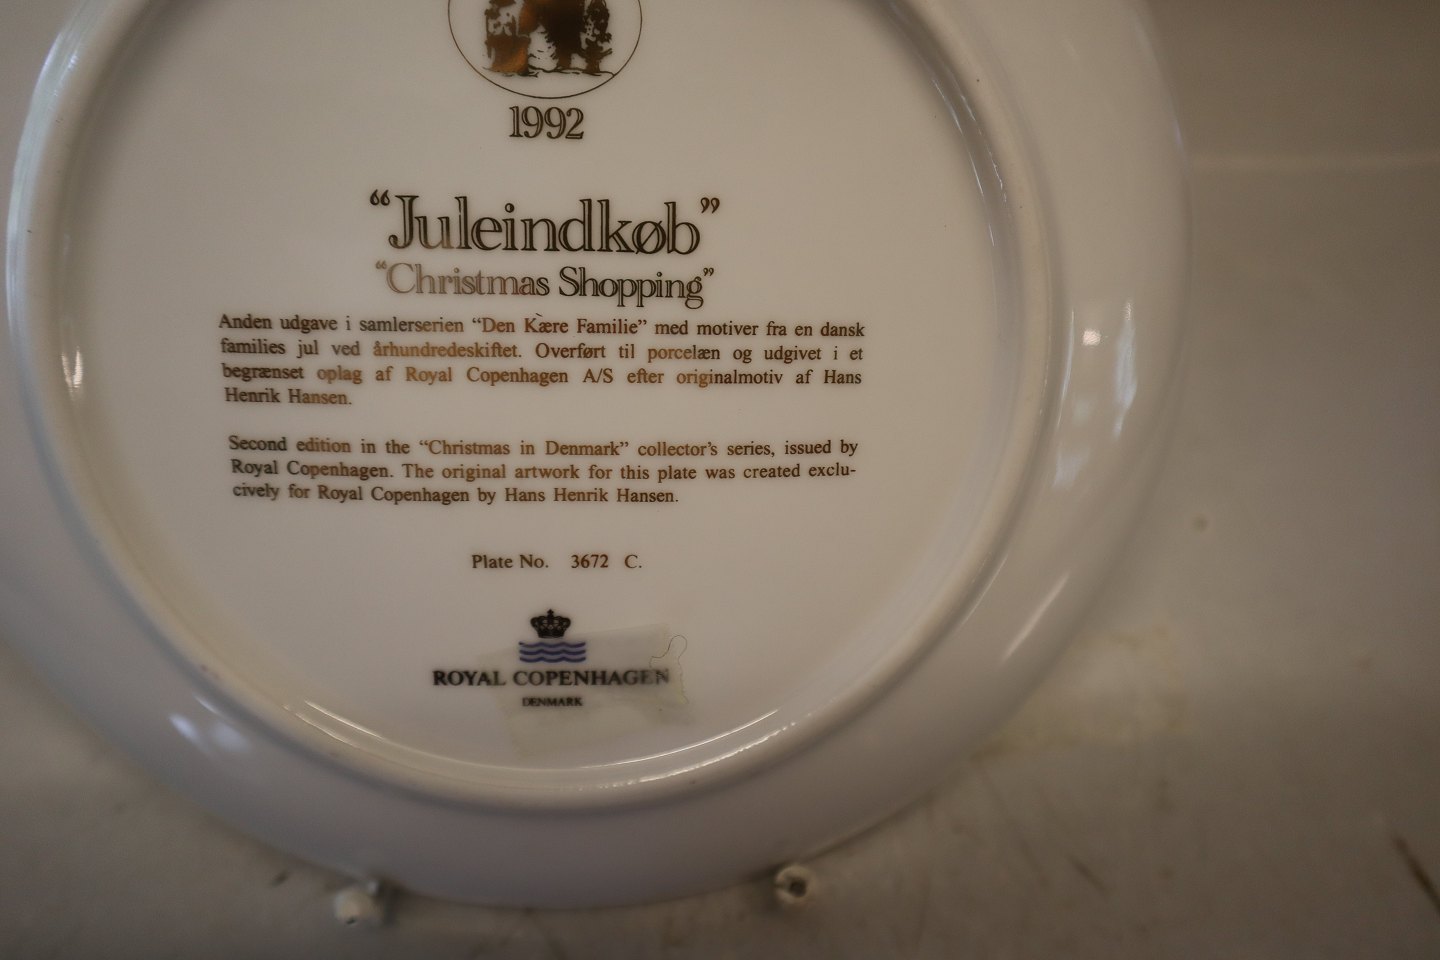 1992
“Juleindkøb”
“Christmas Shopping”
Anden udgave i samlerserien “Den Kære Familie” med motiver fra en dansk
families jul ved århundredeskiftet. Overført til porcelæn og udgivet i et
begrænset oplag af Royal Copenhagen A/S efter originalmotiv af Hans
Henrik Hansen.
Second edition in the “Christmas in Denmark” collector’s series, issued by
Royal Copenhagen. The original artwork for this plate was created exclu-
cively for Royal Copenhagen by Hans Henrik Hansen.
Plate No. 3672 C.
ROYAL COPENHAGEN
DENMARK